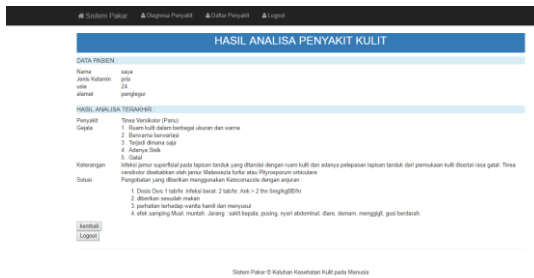 Sistem Pakar Diagnosa Penyakit Daftar Penyakit Logout
HASIL ANALISA PENYAKIT KULIT
DATA PASIEN :
Nama saya
Jenis Kelamin pria
usia 24
alamat panglegur
HASIL ANALISA TERAKHIR :
Penyakit Tinea Versikolor (Panu)
Gejala 1. Ruam kulit dalam berbagai ukuran dan warna
2. Berwarna bervariasi
3. Terjadi dimana saja
4. Adanya Sisik
5. Gatal
Keterangan Infeksi jamur superfisial pada lapisan tanduk yang ditandai dengan ruam kulit dan adanya pelepasan lapisan tanduk dari permukaan kulit disertai rasa gatal. Tinea
versikolor disebabkan oleh jamur Malassezia furfur atau Pityrosporum orbiculare
Solusi Pengobatan yang diberikan menggunakan Ketoconazole dengan anjuran :
1. Dosis Dws 1 tab/hr. infeksi berat: 2 tab/hr. Ank > 2 thn 5mg/kgBB/hr
2. diberikan sesudah makan
3. perhatian terhadap wanita hamil dan menyusui
4. efek samping Mual, muntah. Jarang : sakit kepala, pusing, nyeri abdominal, diare, demam, menggigil, gusi berdarah.
kembali
Logout
Sistem Pakar © Keluhan Kesehatan Kulit pada Manusia